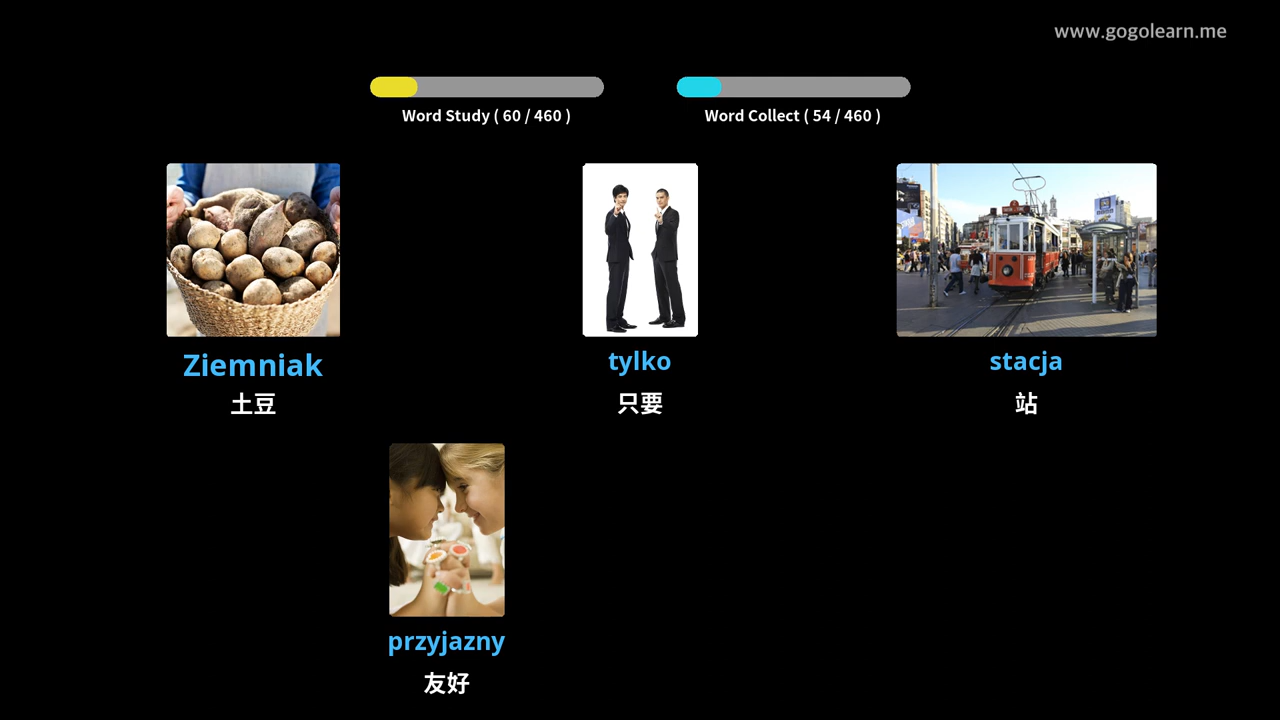 www.gogolearn.me
Word Study ( 60 / 460 )
Word Collect ( 54 / 460 )
Ziemniak
土豆
tylko
只要
stacja
站
przyjazny
友好